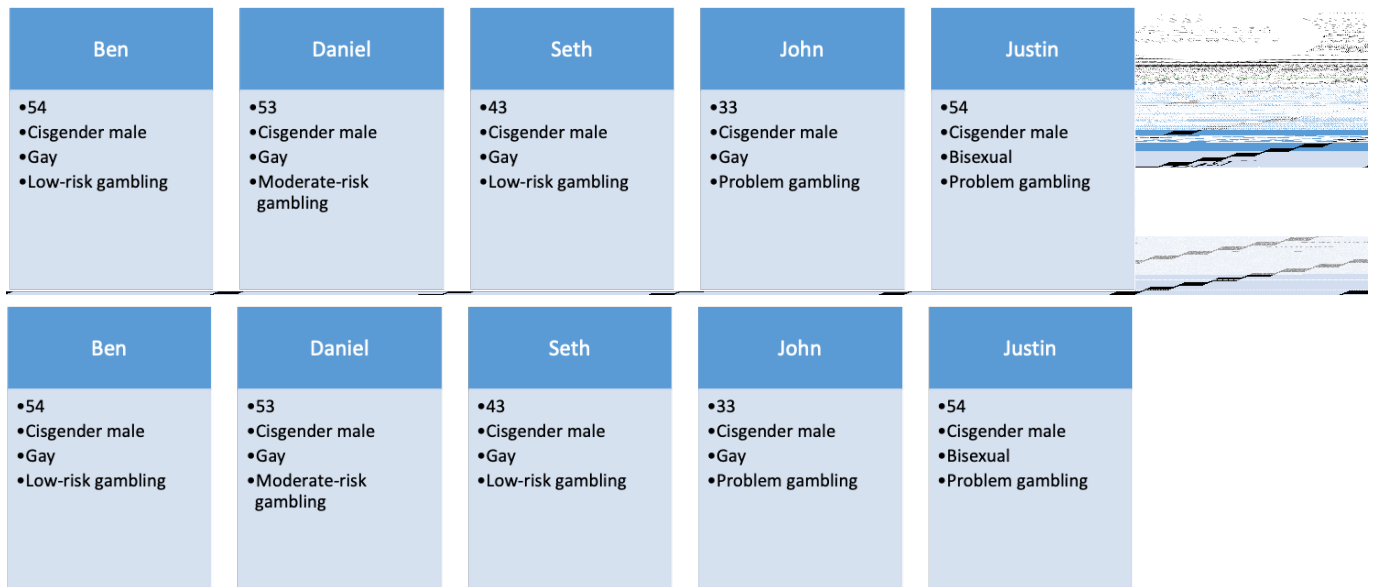 Ben
Daniel
Seth
John
Justin
•54
•Cisgender male
•Gay
•Low-risk gambling
•53
•Cisgender male
•Gay
•Moderate-risk
gambling
•43
•Cisgender male
•Gay
•Low-risk gambling
•33
•Cisgender male
•Gay
•Problem gambling
•54
•Cisgender male
•Bisexual
•Problem gambling
Ben
Daniel
Seth
John
Justin
•54
•Cisgender male
•Gay
•Low-risk gambling
•53
•Cisgender male
•Gay
•Moderate-risk
gambling
•43
•Cisgender male
•Gay
•Low-risk gambling
•33
•Cisgender male
•Gay
•Problem gambling
•54
•Cisgender male
•Bisexual
•Problem gambling